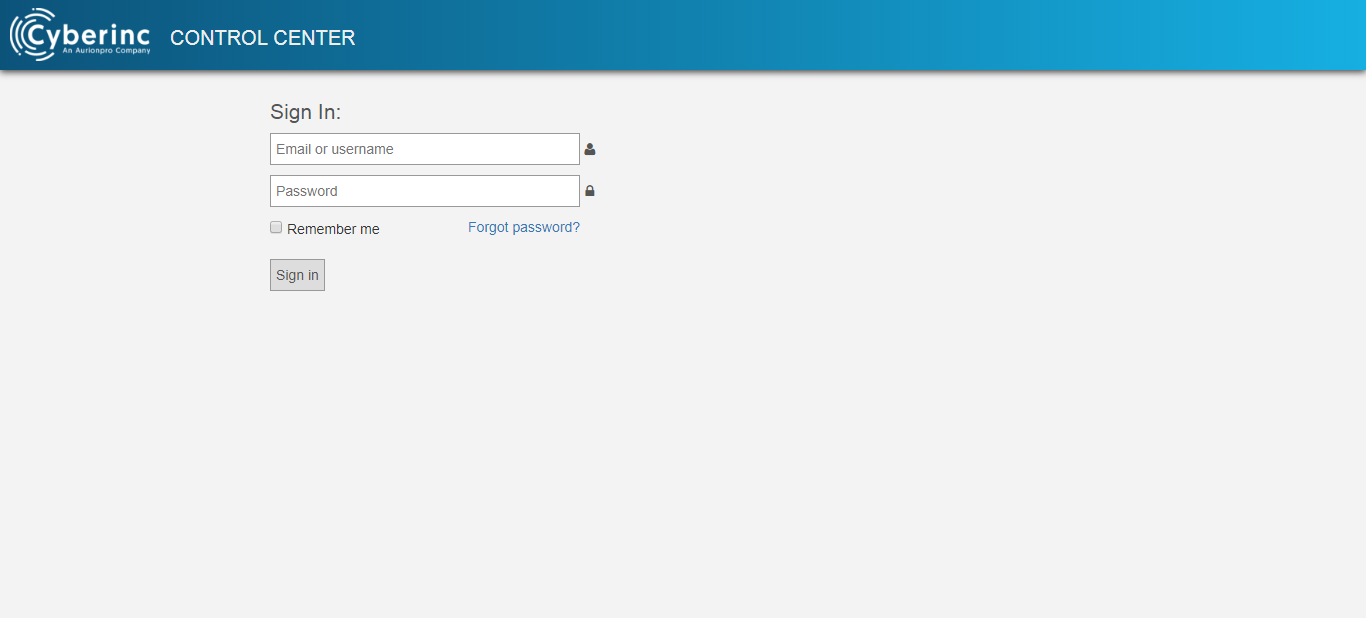 Cyberinc
An Aurionpro Company
CONTROL CENTER
Sign In:
Email or username
Password
Remember me Forgot password?
Sign in